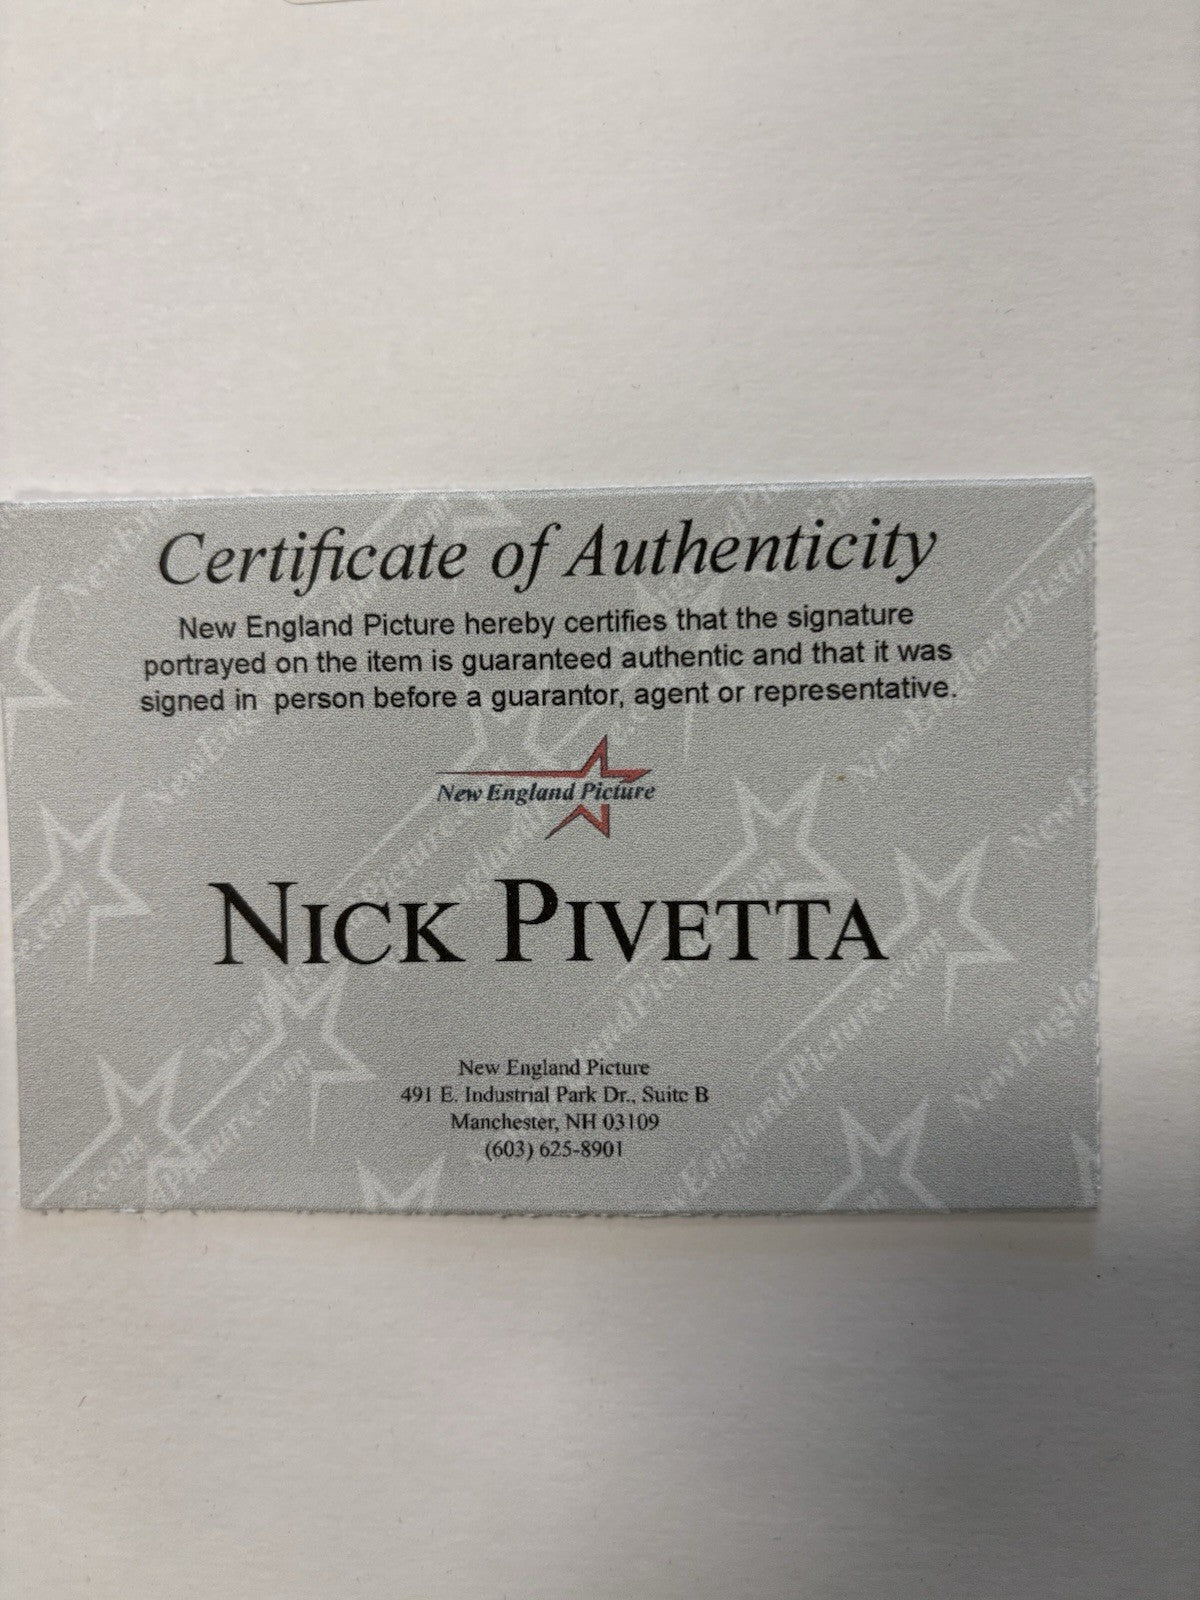 Certificate of Authenticity
New England Picture hereby certifies that the signature
portrayed on the item is guaranteed authentic and that it was
signed in  person before a guarantor, agent or representative.
New England Picture
NICK PIVETTA
New England Picture
491 E. Industrial Park Dr., Suite B
Manchester, NH 03109
(603) 625-8901